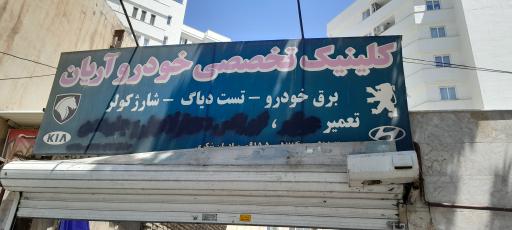 کلینیک تخصصی خودرو آریان
برق خودرو - تست دیاگ - شارژکولر
تعمیر
KIA